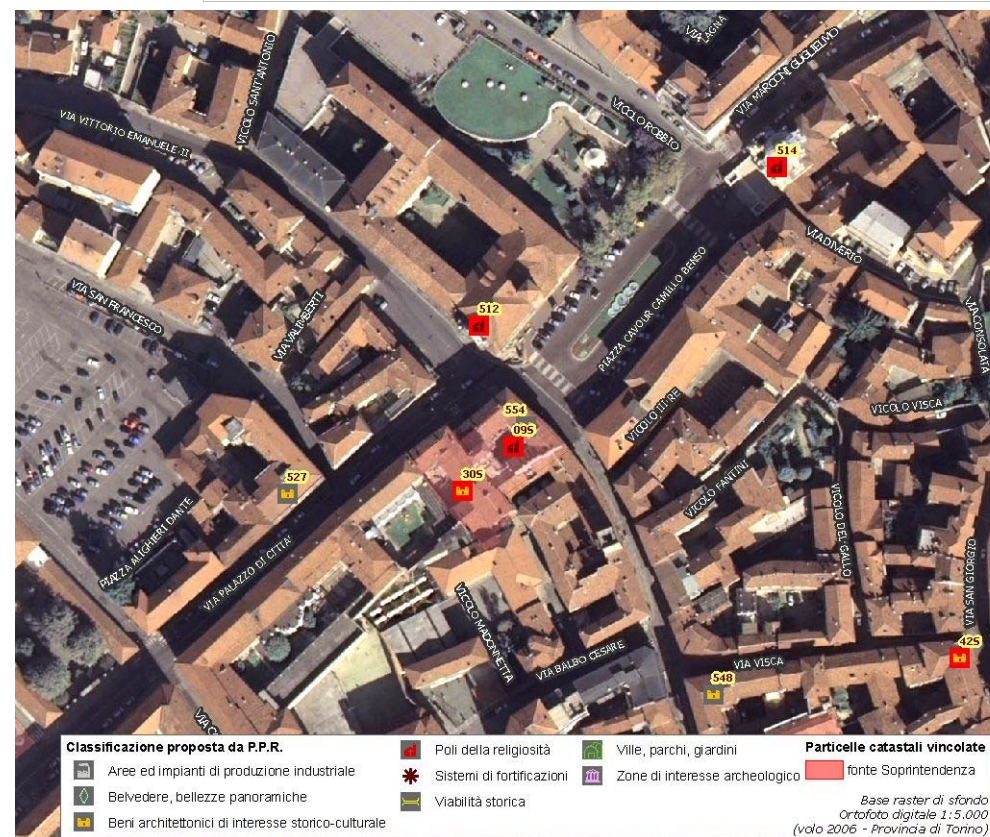 VIA VITTORIO EMANUELE II
VICOLO SANT'ANTONIO
VIA
LAGNA
VIA MARCONI GUGLIELMO
VICOLO ROBBIO
514
VIA DIVERIO
VIA SAN FRANCESCO
VIA VALIMBERTI
512
PIAZZA CAVOUR CAMILLO BENSO
VIA CONSOLATA
VICOLO VISCA
VICOLO III RE
554
09S
30S
527
VICOLO FANTINI
VICOLO DEL GALLO
PIAZZA ALIGHIERI DANTE
VIA PALAZZO DI CITTA'
VIA SAN GIORGIO
VICOLO MADONNETTA
VIA BALBO CESARE
VIA VISCA
42S
548
Classificazione proposta da P.P.R.
Aree ed impianti di produzione industriale
Belvedere, bellezze panoramiche
Beni architettonici di interesse storico-culturale
Poli della religiosità
Sistemi di fortificazioni
Viabilità storica
Ville, parchi, giardini
Zone di interesse archeologico
Particelle catastali vincolate
fonte Soprintendenza
Base raster di sfondo
Ortofoto digitale 1:5.000
(volo 2006 - Provincia di Torino)